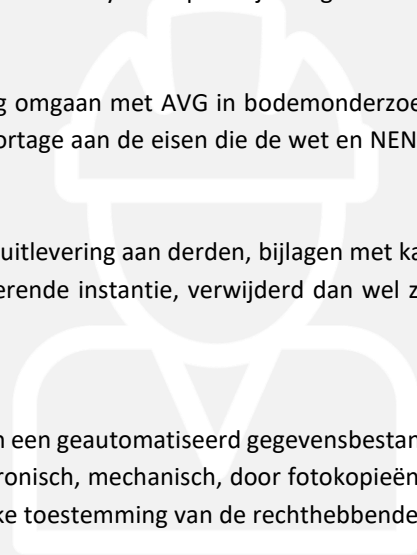 omgaan met AVG in bodemonderzoe
ortage aan de eisen die de wet en NEN
uitlevering aan derden, bijlagen met ka
erende instantie, verwijderd dan wel z
een geautomatiseerd gegevensbestan
ronisch, mechanisch, door fotokopieën
ke toestemming van de rechthebbende